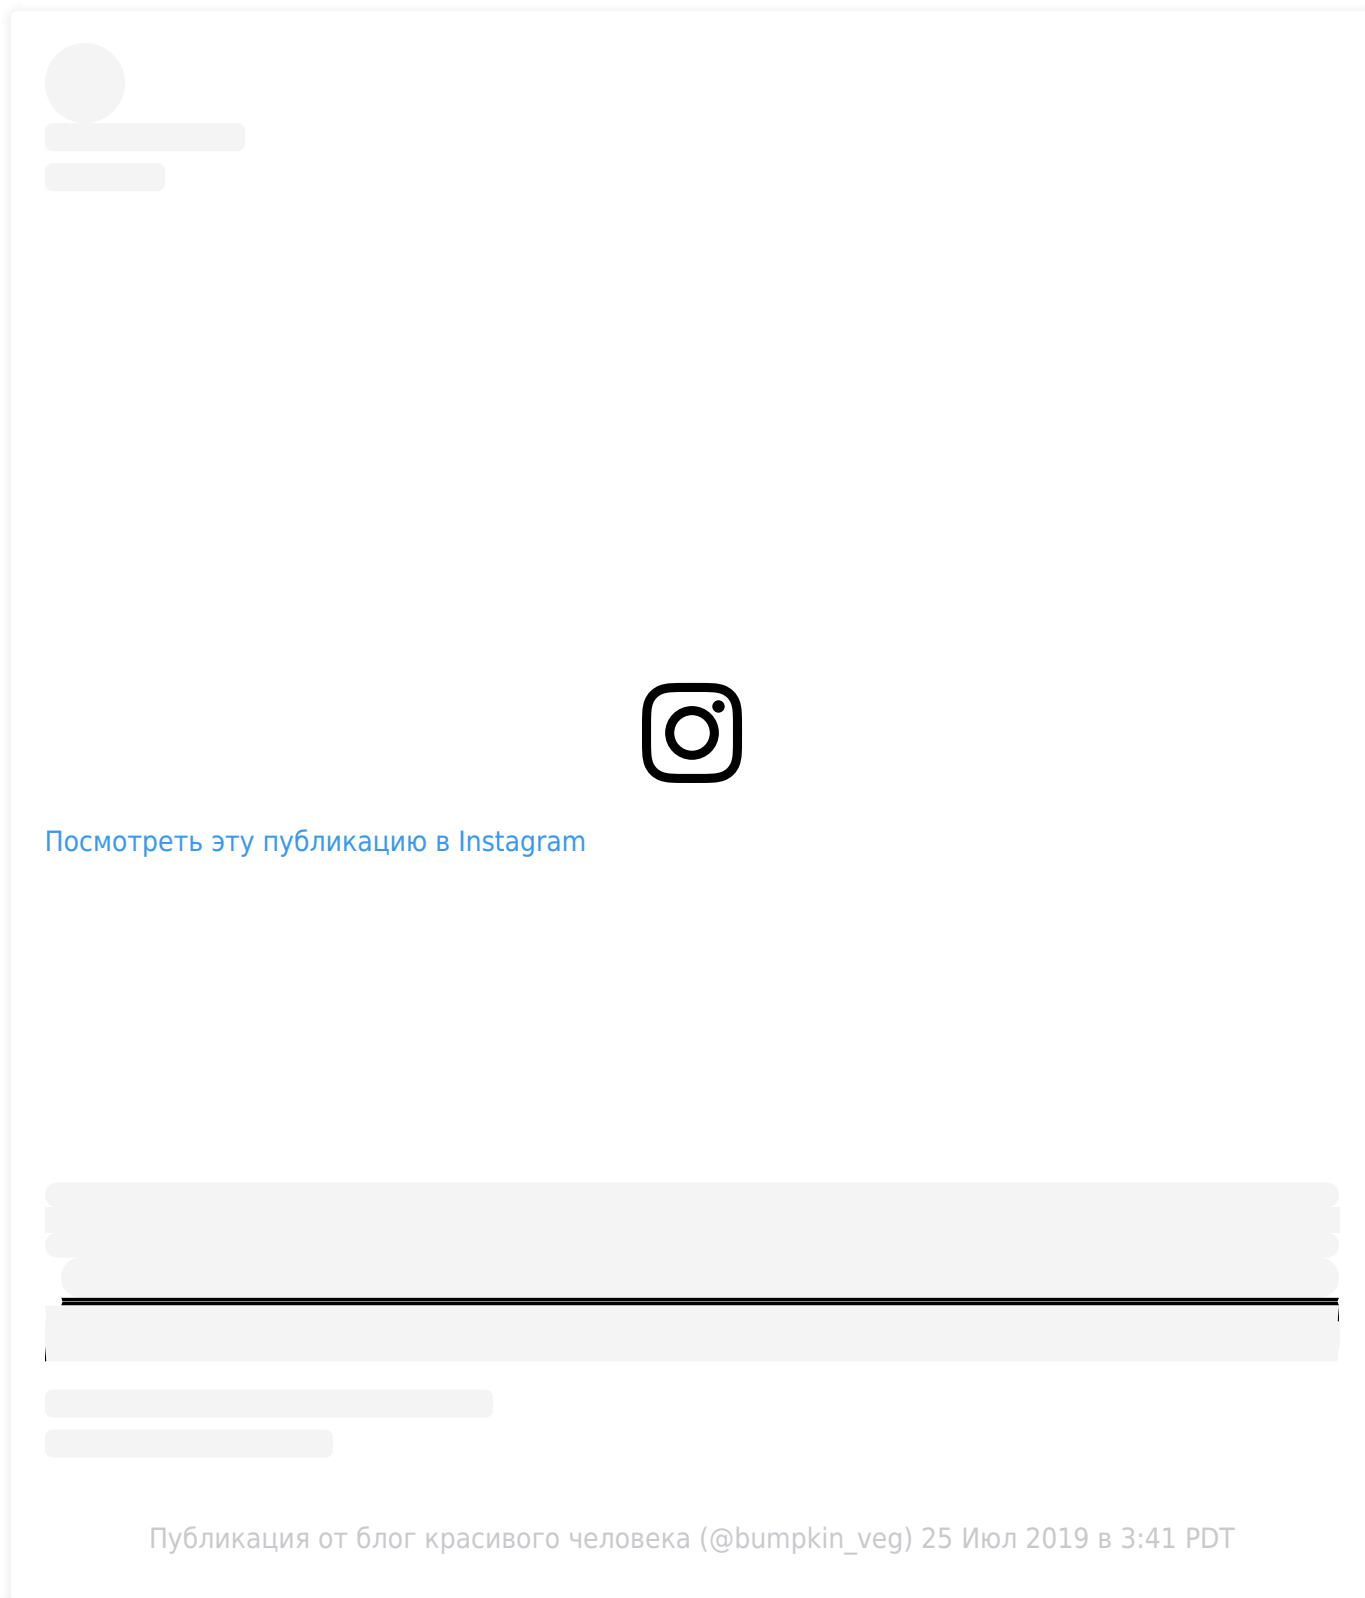 Посмотреть эту публикацию в Instagram
Публикация от блог красивого человека (@bumpkin_veg) 25 Июл 2019 в 3:41 PDT